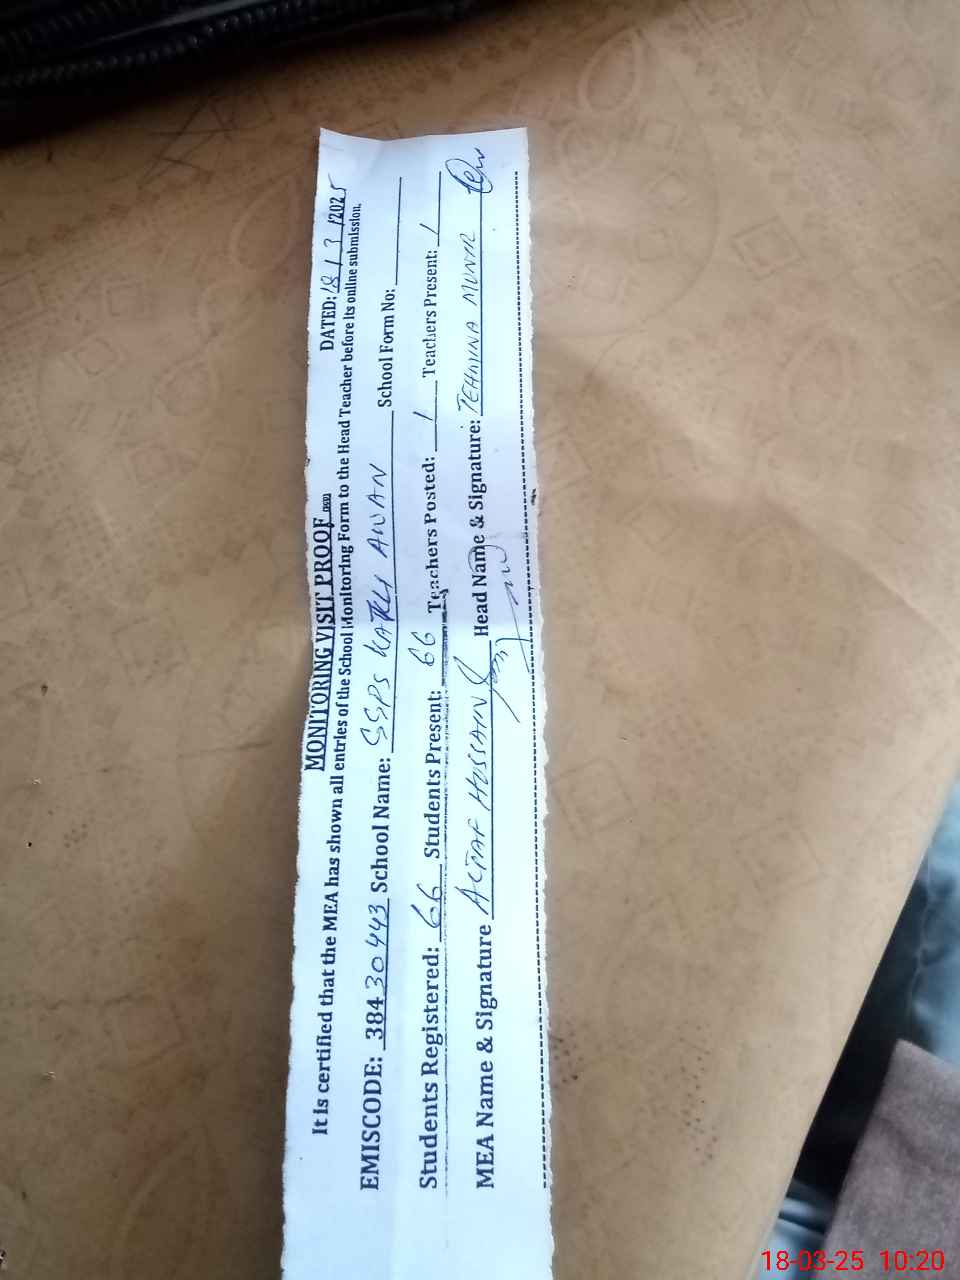 MONITORING VISIT PROOF DATED: 18/3/2025
It is certified that the MEA has shown all entries of the School Monitoring Form to the Head Teacher before its online submission.
EMISCODE: 38430443 School Name: SSPS KATHY AWAN School Form No:
Students Registered: 66 Students Present: 66 Teachers Posted: 1 Teachers Present: 1
MEA Name & Signature ALTAF HUSSAIN Head Name & Signature: TEHMINA MUNIR
18-03-25 10:20